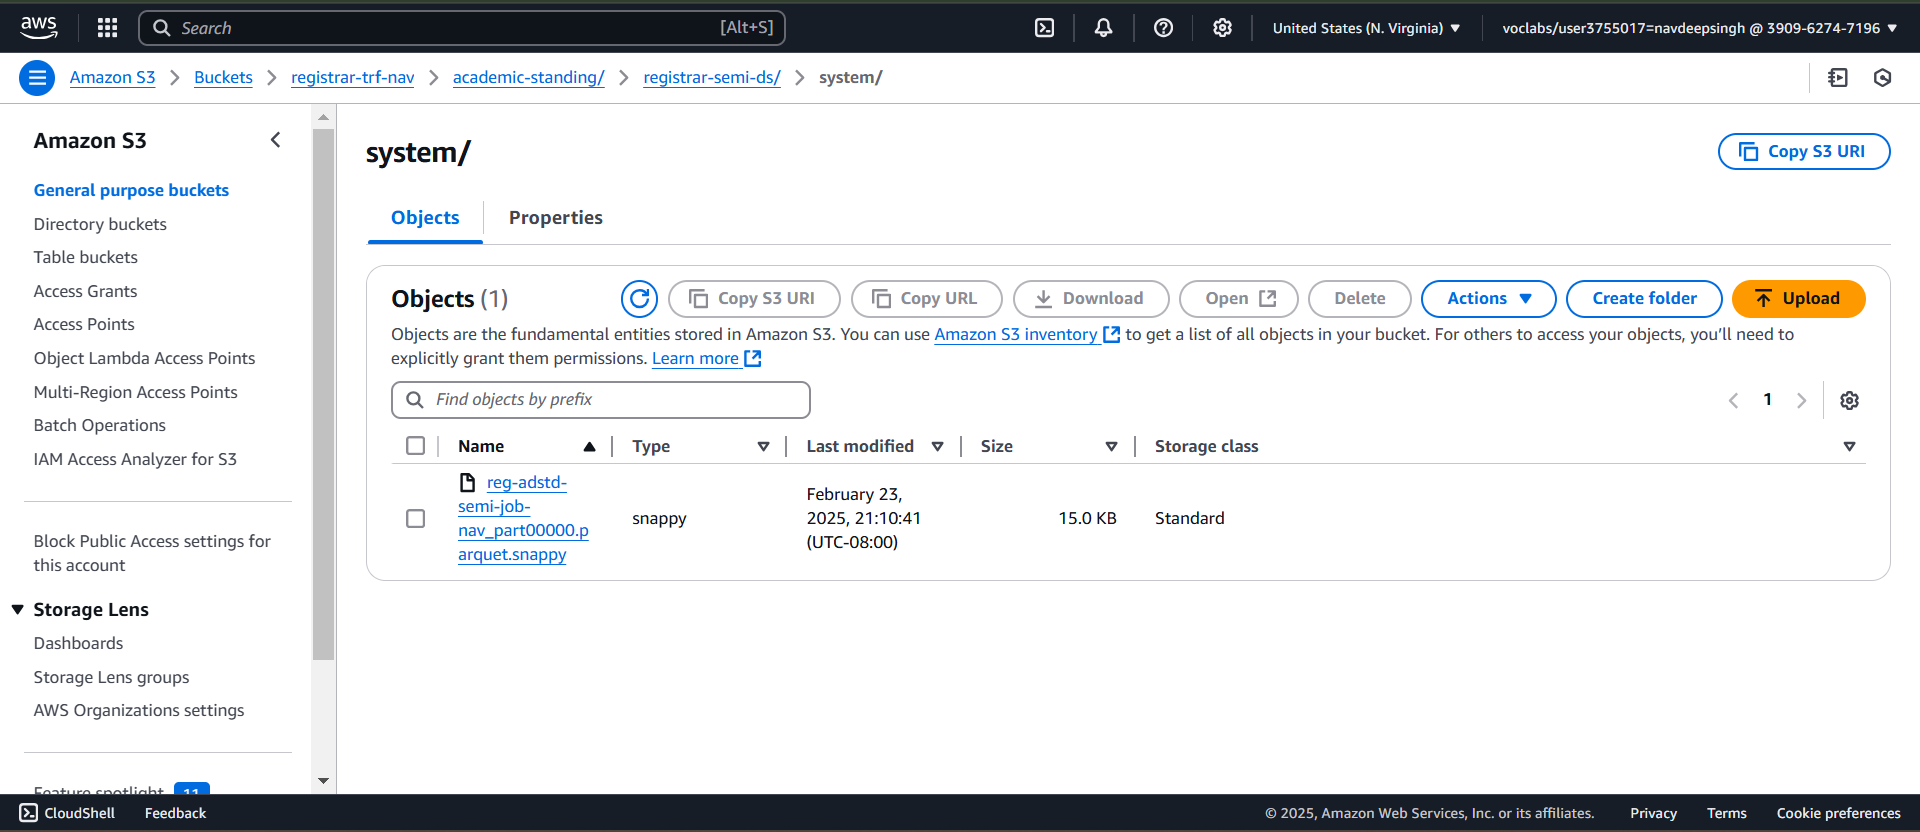 aws
Search [Alt+S]
United States (N. Virginia)
voclabs/user3755017=navdeepsingh @ 3909-6274-7196
Amazon S3 > Buckets > registrar-trf-nav > academic-standing/ > registrar-semi-ds/ > system/
Amazon S3
General purpose buckets
Directory buckets
Table buckets
Access Grants
Access Points
Object Lambda Access Points
Multi-Region Access Points
Batch Operations
IAM Access Analyzer for S3
Block Public Access settings for
this account
Storage Lens
Dashboards
Storage Lens groups
AWS Organizations settings
Feature spotlight 11
system/
Copy S3 URI
Objects Properties
Objects (1)
Copy S3 URI
Copy URL
Download
Open
Delete
Actions
Create folder
Upload
Objects are the fundamental entities stored in Amazon S3. You can use Amazon S3 inventory to get a list of all objects in your bucket. For others to access your objects, you’ll need to
explicitly grant them permissions. Learn more
Find objects by prefix
1
Name Type Last modified Size Storage class
reg-adstd-
semi-job-
nav_part00000.p
arquet.snappy
snappy
February 23,
2025, 21:10:41
(UTC-08:00)
15.0 KB
Standard
CloudShell Feedback
© 2025, Amazon Web Services, Inc. or its affiliates. Privacy Terms Cookie preferences